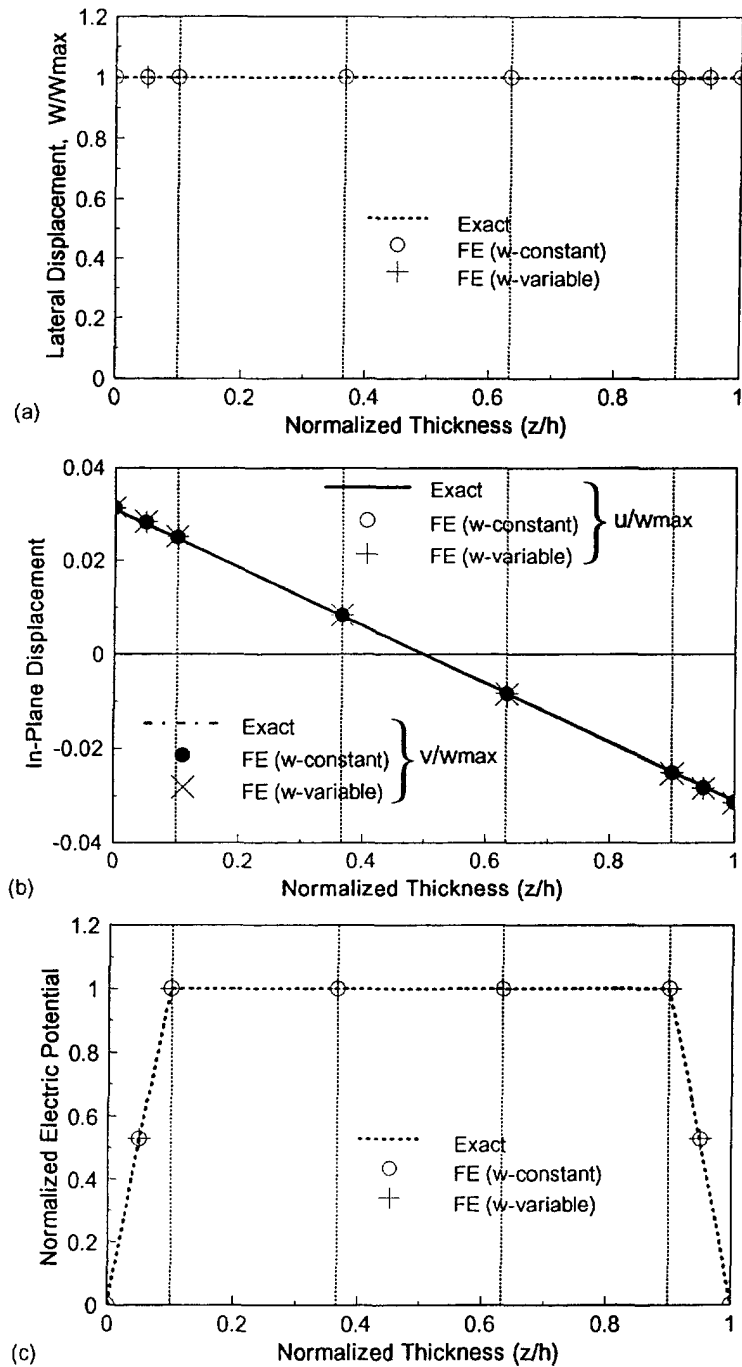 1.2
1
0.8
0.6
0.4
0.2
0
Lateral Displacement, W/Wmax
Exact
FE (w-constant)
FE (w-variable)
0 0.2 0.4 0.6 0.8 1
Normalized Thickness (z/h)
(a)
0.04
0.02
0
-0.02
-0.04
In-Plane Displacement
Exact
FE (w-constant)
FE (w-variable)
u/wmax
Exact
FE (w-constant)
FE (w-variable)
v/wmax
0 0.2 0.4 0.6 0.8 1
Normalized Thickness (z/h)
(b)
1.2
1
0.8
0.6
0.4
0.2
0
Normalized Electric Potential
Exact
FE (w-constant)
FE (w-variable)
0 0.2 0.4 0.6 0.8 1
Normalized Thickness (z/h)
(c)